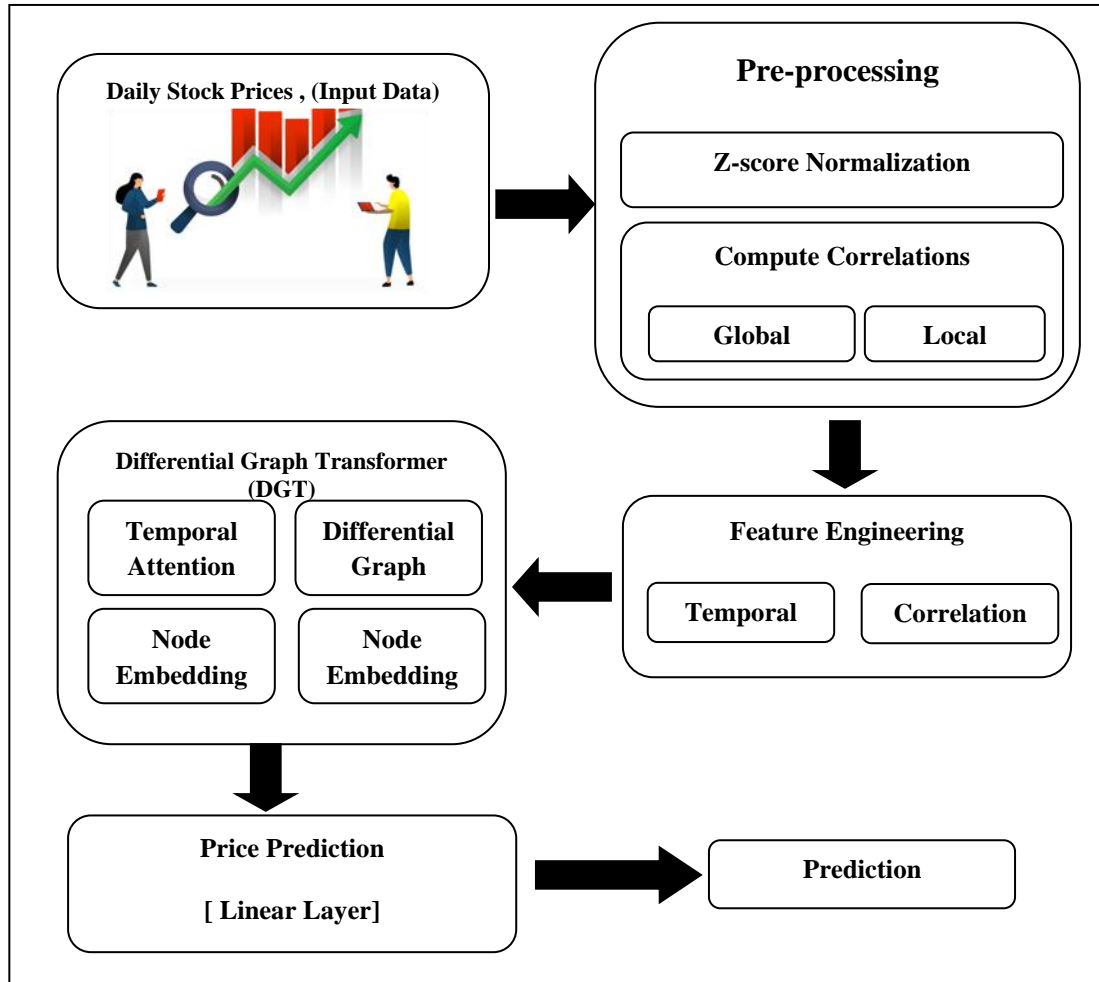 Daily Stock Prices , (Input Data)
Pre-processing
Z-score Normalization
Compute Correlations
Global
Local
Feature Engineering
Temporal
Correlation
Differential Graph Transformer
(DGT)
Temporal
Attention
Differential
Graph
Node
Embedding
Node
Embedding
Price Prediction
[ Linear Layer]
Prediction